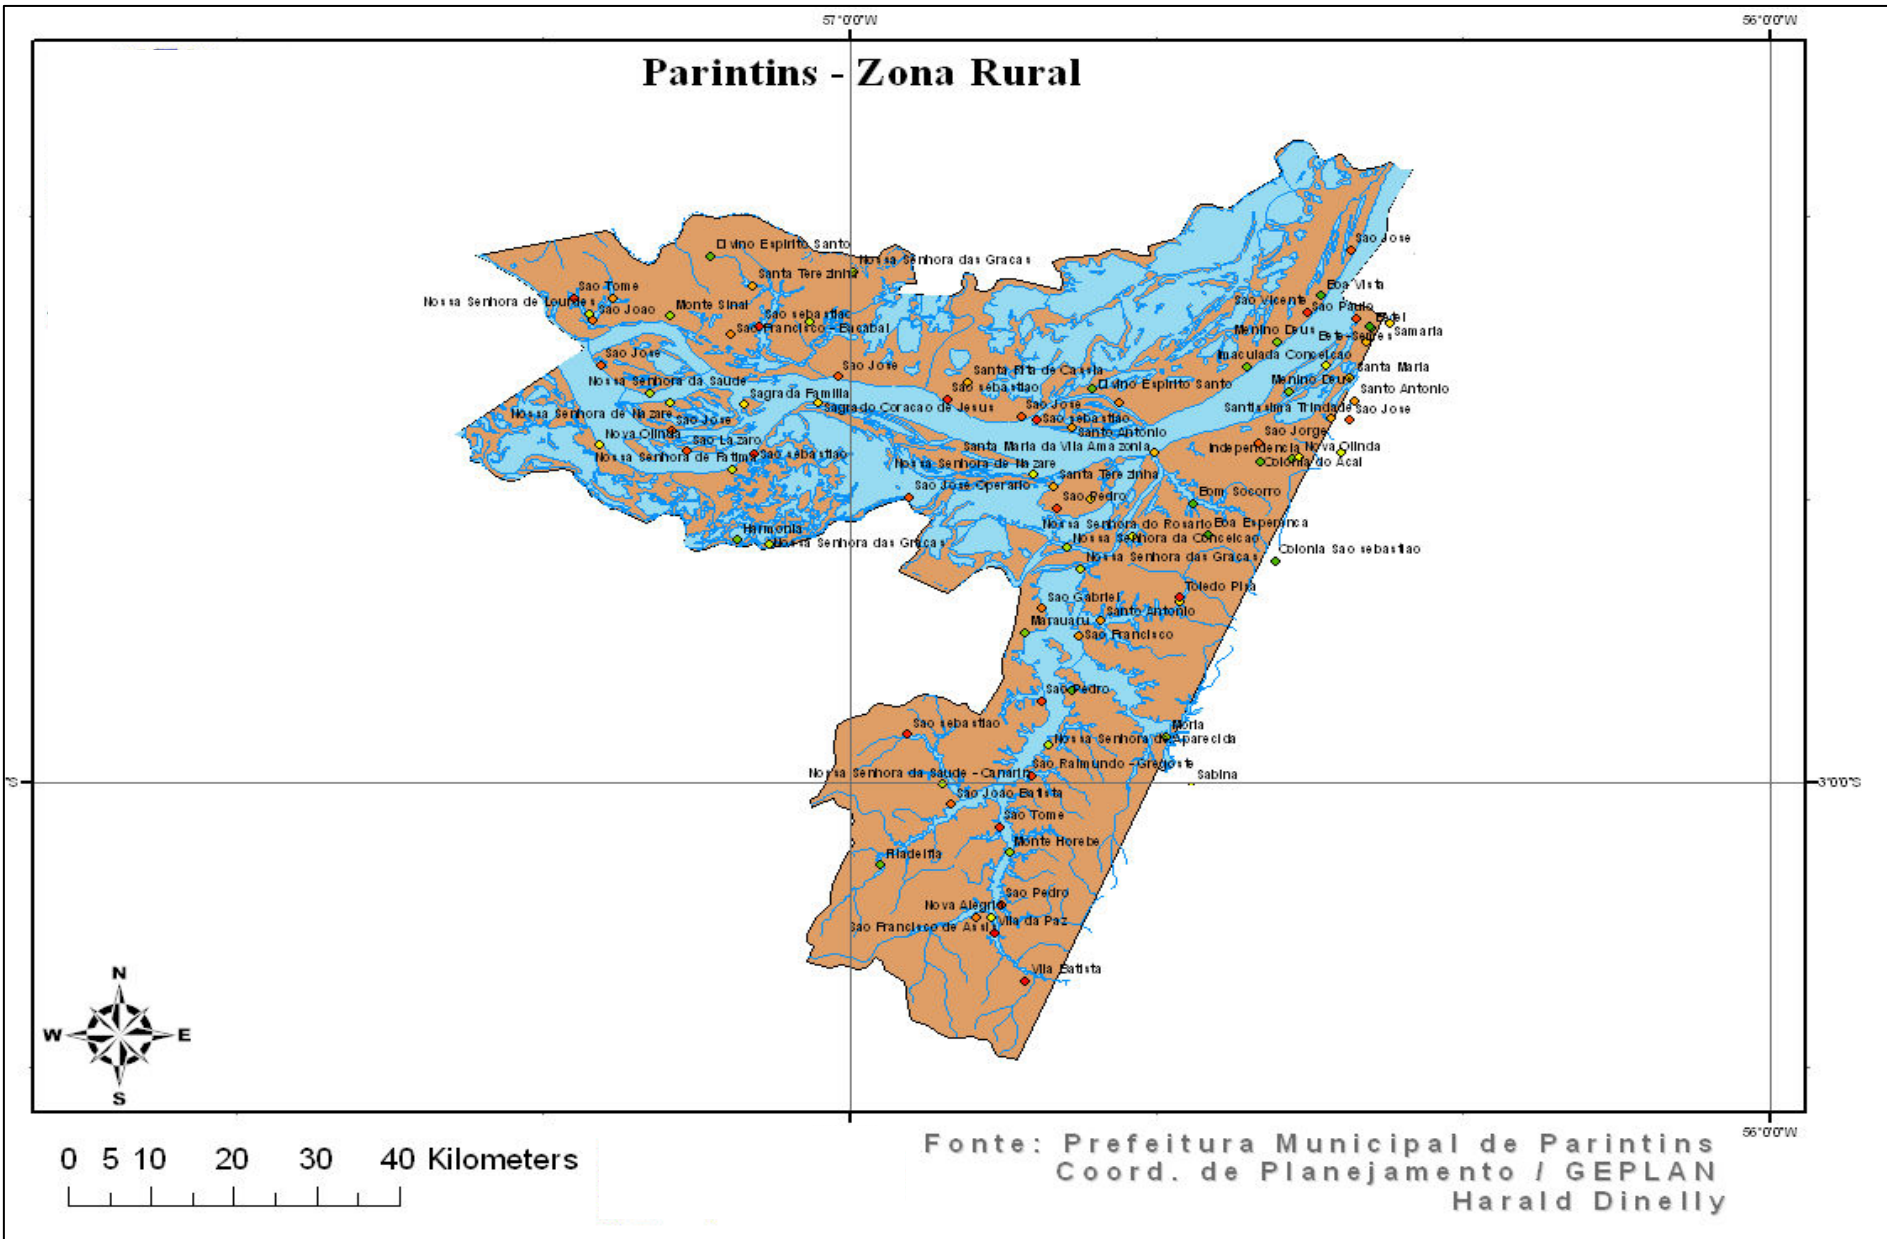 57°0'0"W
56°0'0"W
Parintins - Zona Rural
Sao Jose
Divino Espirito Santo
Nossa Senhora das Gracas
Santa Terezinha
Sao Tome
Boa Vista
Nossa Senhora de Lourdes
Sao Joao
Monte Sinai
Sao Vicente
Sao Paulo
Sao sebastiao
Betel
Sao Francisco - Bacabal
Menino Deus
Samaria
Sao Jose
Imaculada Conceicao
Sao Jose
Santa Rita de Cassia
Santa Maria
Nossa Senhora da Saude
Sao sebastiao
Divino Espirito Santo
Menino Deus
Santo Antonio
Sagrada Familia
Sagrado Coracao de Jesus
Sao Jose
Santissima Trindade
Sao Jose
Nossa Senhora de Nazare
Sao Jose
Sao sebastiao
Santo Antonio
Sao Jorge
Nova Olinda
Sao Lazaro
Santa Maria da Vila Amazonia
Independencia
Nova Olinda
Nossa Senhora de Fatima
Sao sebastiao
Nossa Senhora de Nazare
Colonia do Acai
Santa Terezinha
Sao Jose Operario
Sao Pedro
Bom Socorro
Harmonia
Nossa Senhora do Rosario
Boa Esperanca
Nossa Senhora das Gracas
Nossa Senhora da Conceicao
Colonia Sao sebastiao
Nossa Senhora das Gracas
Toledo Piza
Sao Gabriel
Santo Antonio
Marauaru
Sao Francisco
Sao Pedro
Sao sebastiao
Moria
Nossa Senhora de Aparecida
Sao Raimundo - Gregoste
Nossa Senhora da Saude - Canarin
Sabina
3°0'0"S
Sao Joao Batista
Sao Tome
Monte Horebe
Filadelfia
Sao Pedro
Nova Alegria
Sao Francisco de Assis
Vila da Paz
Vila Batista
N
W
E
S
56°0'0"W
0 5 10 20 30 40 Kilometers
Fonte: Prefeitura Municipal de Parintins
Coord. de Planejamento / GEPLAN
Harald Dinelly